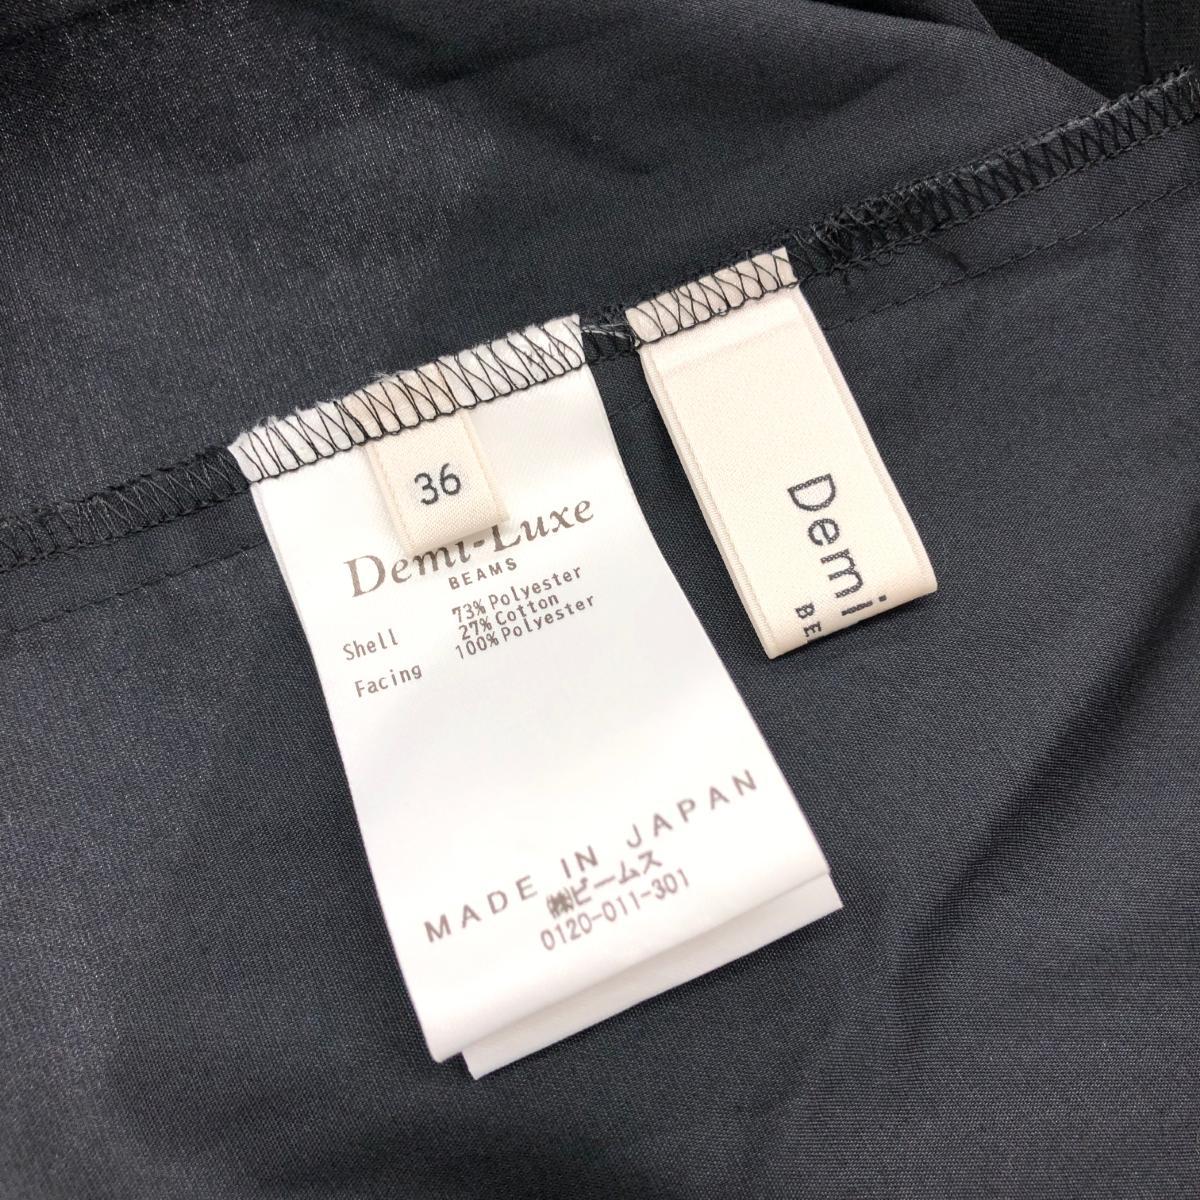 36
Demi-Luxe
BEAMS
73% Polyester
Shell 27% Cotton
Facing 100% Polyester
MADE IN JAPAN
㈱ビームス
0120-011-301
Demi
BE